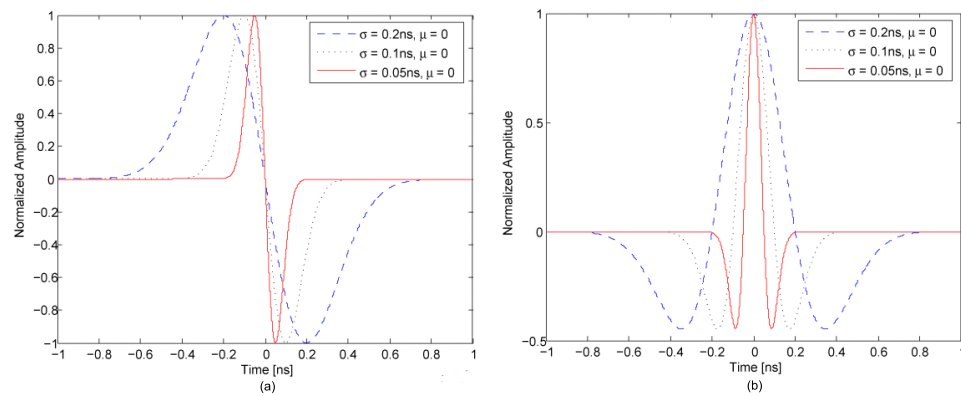 1
0.8
0.6
0.4
0.2
0
−0.2
−0.4
−0.6
−0.8
−1
Normalized Amplitude
σ = 0.2ns, μ = 0
σ = 0.1ns, μ = 0
σ = 0.05ns, μ = 0
−1 −0.8 −0.6 −0.4 −0.2 0 0.2 0.4 0.6 0.8 1
Time [ns]
(a)
1
0.5
0
−0.5
Normalized Amplitude
σ = 0.2ns, μ = 0
σ = 0.1ns, μ = 0
σ = 0.05ns, μ = 0
−1 −0.8 −0.6 −0.4 −0.2 0 0.2 0.4 0.6 0.8 1
Time [ns]
(b)